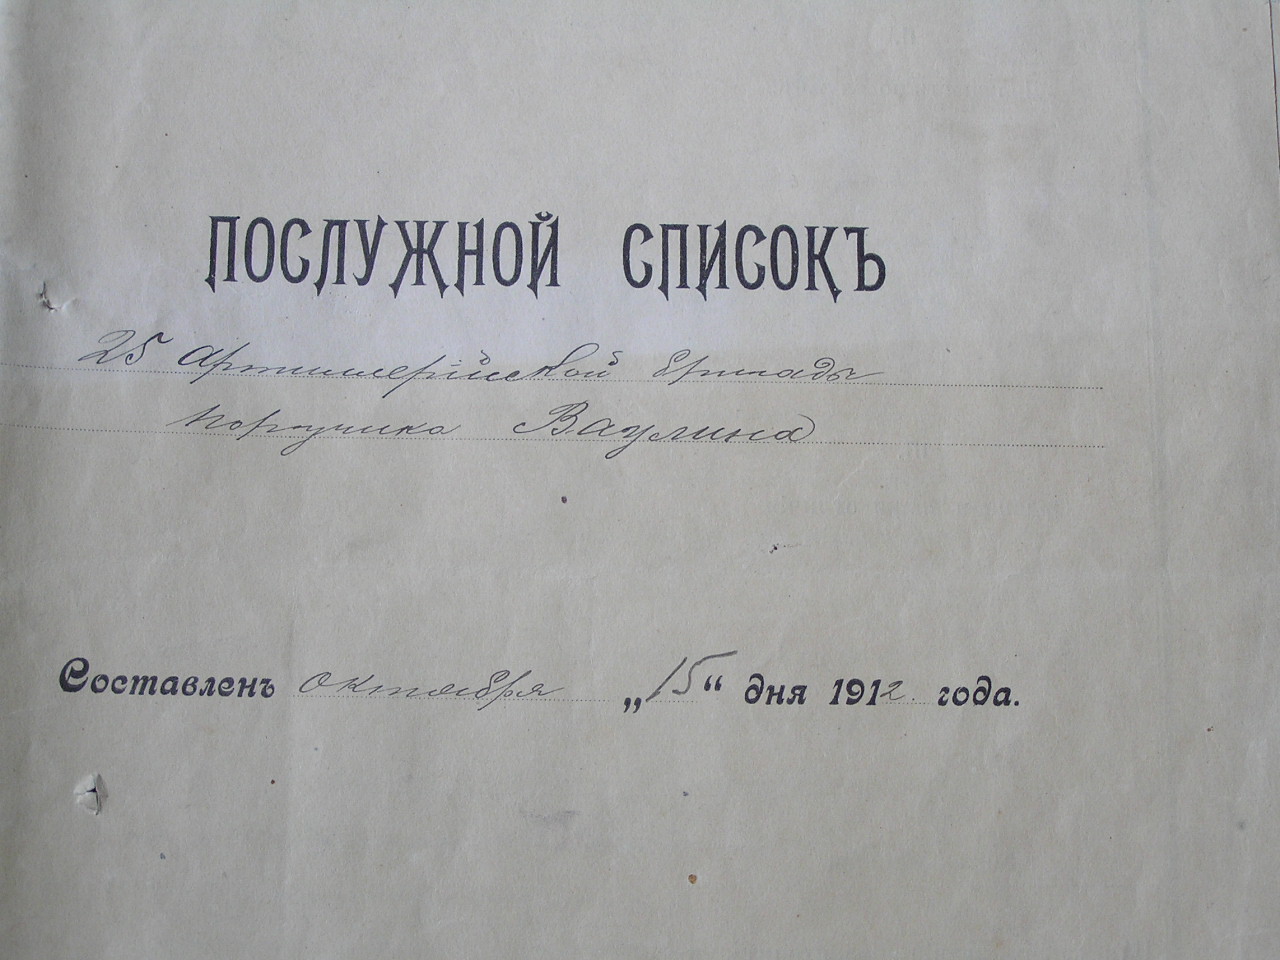 ПОСЛУЖНОЙ СПИСОКЪ
25 Артиллерійской бригады
поручика Ваулина
Составленъ октября „15“ дня 1912 года.